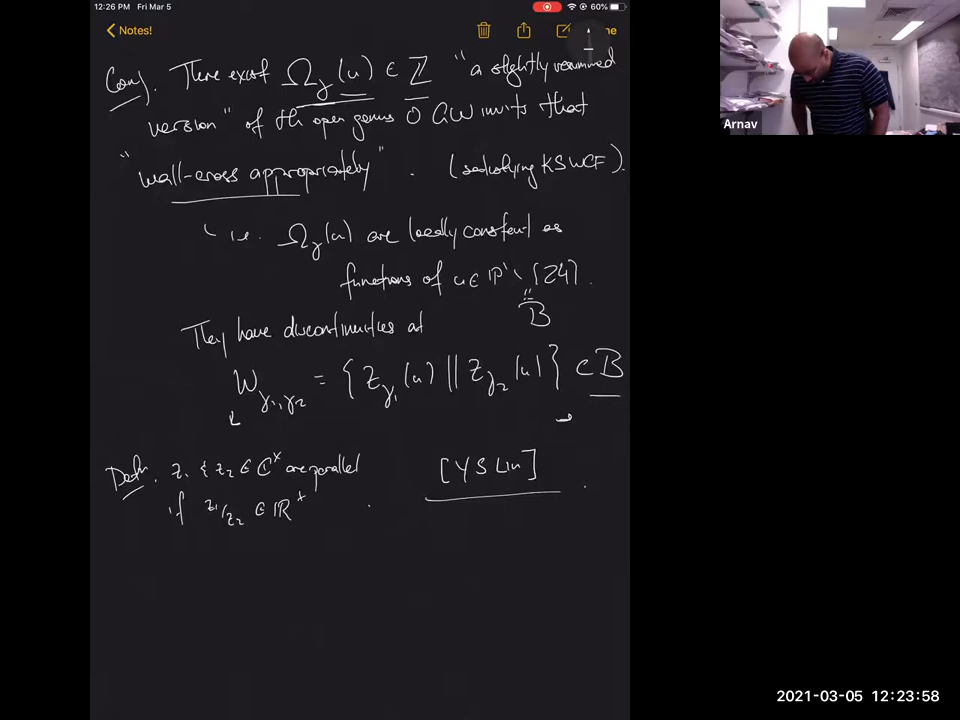 12:26 PM Fri Mar 5
60%
Notes!
Conj. There exist Ω_γ(u) ∈ ℤ "a slightly resummed
version" of the open genus 0 GW invts that
"wall-cross appropriately". (satisfying KSWCF).
i.e. Ω_γ(u) are locally constant as
functions of u ∈ ℙ¹ \ {24}.
B
They have discontinuities at
W_{γ₁,γ₂} = { Z_{γ₁}(u) || Z_{γ₂}(u) } ⊂ B
Defn. z₁ & z₂ ∈ ℂ^× are parallel
[YS Lin]
if z₁/z₂ ∈ ℝ^+
Arnav
2021-03-05 12:23:58